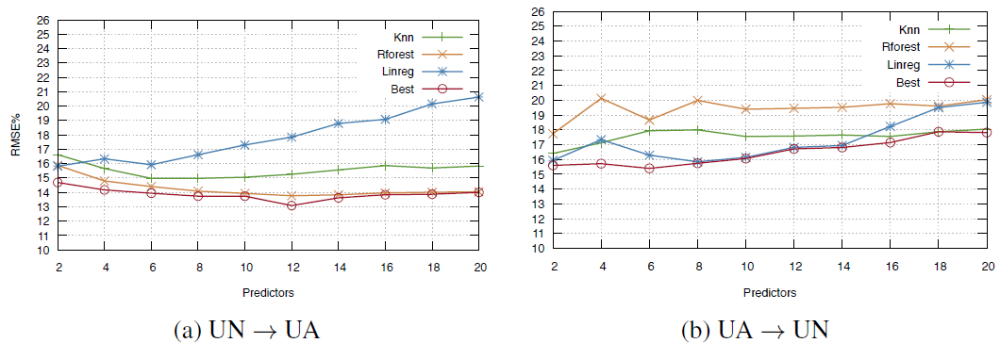 26
25
24
23
22
21
20
19
18
17
16
15
14
13
12
11
10
RMSE%
Knn
Rforest
Linreg
Best
2 4 6 8 10 12 14 16 18 20
Predictors
(a) UN → UA
26
25
24
23
22
21
20
19
18
17
16
15
14
13
12
11
10
Knn
Rforest
Linreg
Best
2 4 6 8 10 12 14 16 18 20
Predictors
(b) UA → UN